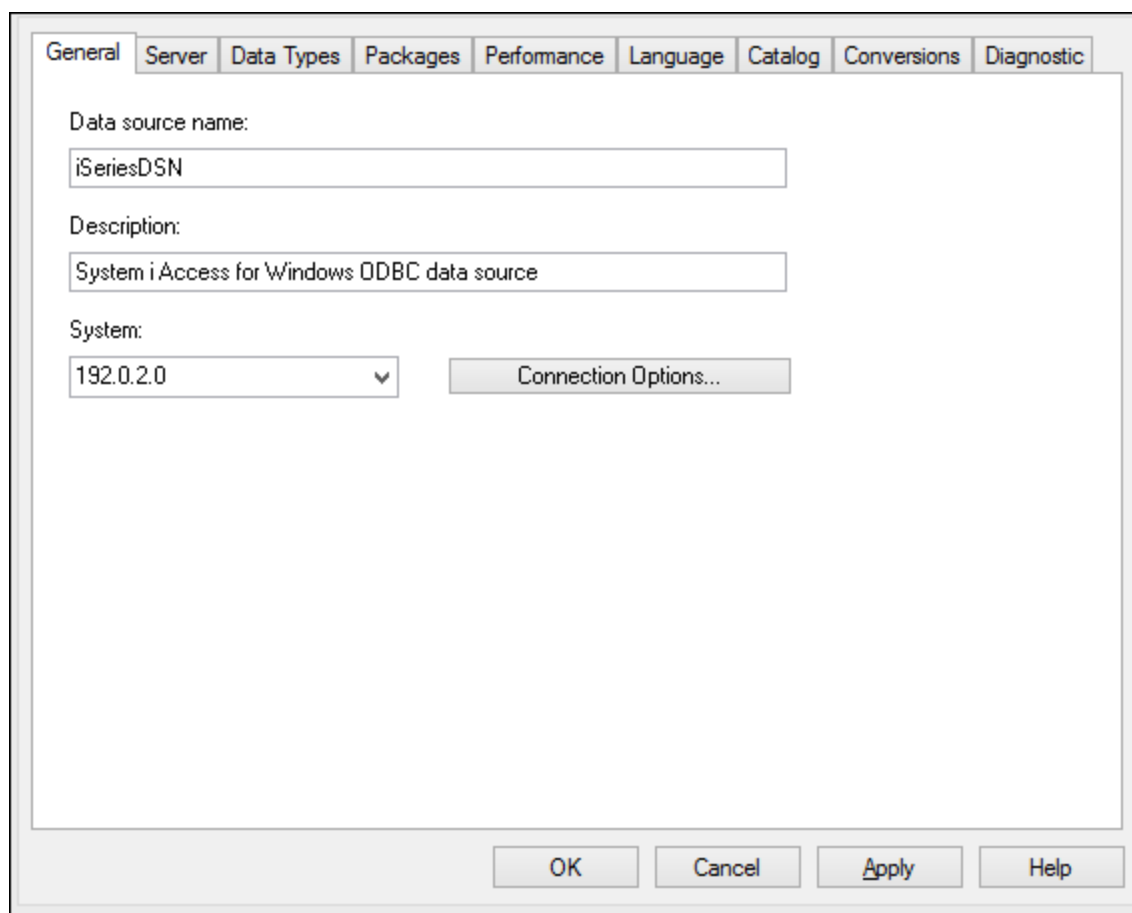 General Server Data Types Packages Performance Language Catalog Conversions Diagnostic
Data source name:
iSeriesDSN
Description:
System i Access for Windows ODBC data source
System:
192.0.2.0 Connection Options...
OK Cancel Apply Help